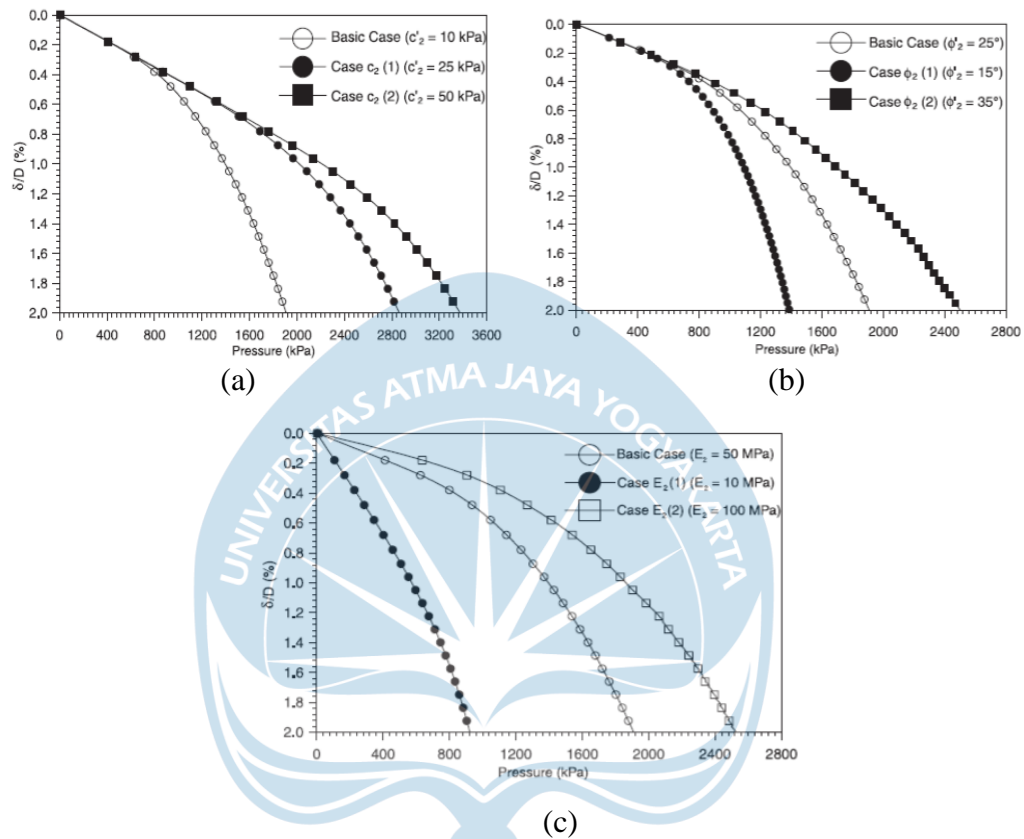 Basic Case (c'₂ = 10 kPa)
Case c₂ (1) (c'₂ = 25 kPa)
Case c₂ (2) (c'₂ = 50 kPa)
δ/D (%)
0.0
0.2
0.4
0.6
0.8
1.0
1.2
1.4
1.6
1.8
2.0
0 400 800 1200 1600 2000 2400 2800 3200 3600
Pressure (kPa)
(a)
Basic Case (ϕ'₂ = 25°)
Case ϕ₂ (1) (ϕ'₂ = 15°)
Case ϕ₂ (2) (ϕ'₂ = 35°)
δ/D (%)
0.0
0.2
0.4
0.6
0.8
1.0
1.2
1.4
1.6
1.8
2.0
0 400 800 1200 1600 2000 2400 2800
Pressure (kPa)
(b)
UNIVERSITAS ATMA JAYA YOGYAKARTA
Basic Case (E₂ = 50 MPa)
Case E₂(1) (E₂ = 10 MPa)
Case E₂(2) (E₂ = 100 MPa)
δ/D (%)
0.0
0.2
0.4
0.6
0.8
1.0
1.2
1.4
1.6
1.8
2.0
0 400 800 1200 1600 2000 2400 2800
Pressure (kPa)
(c)